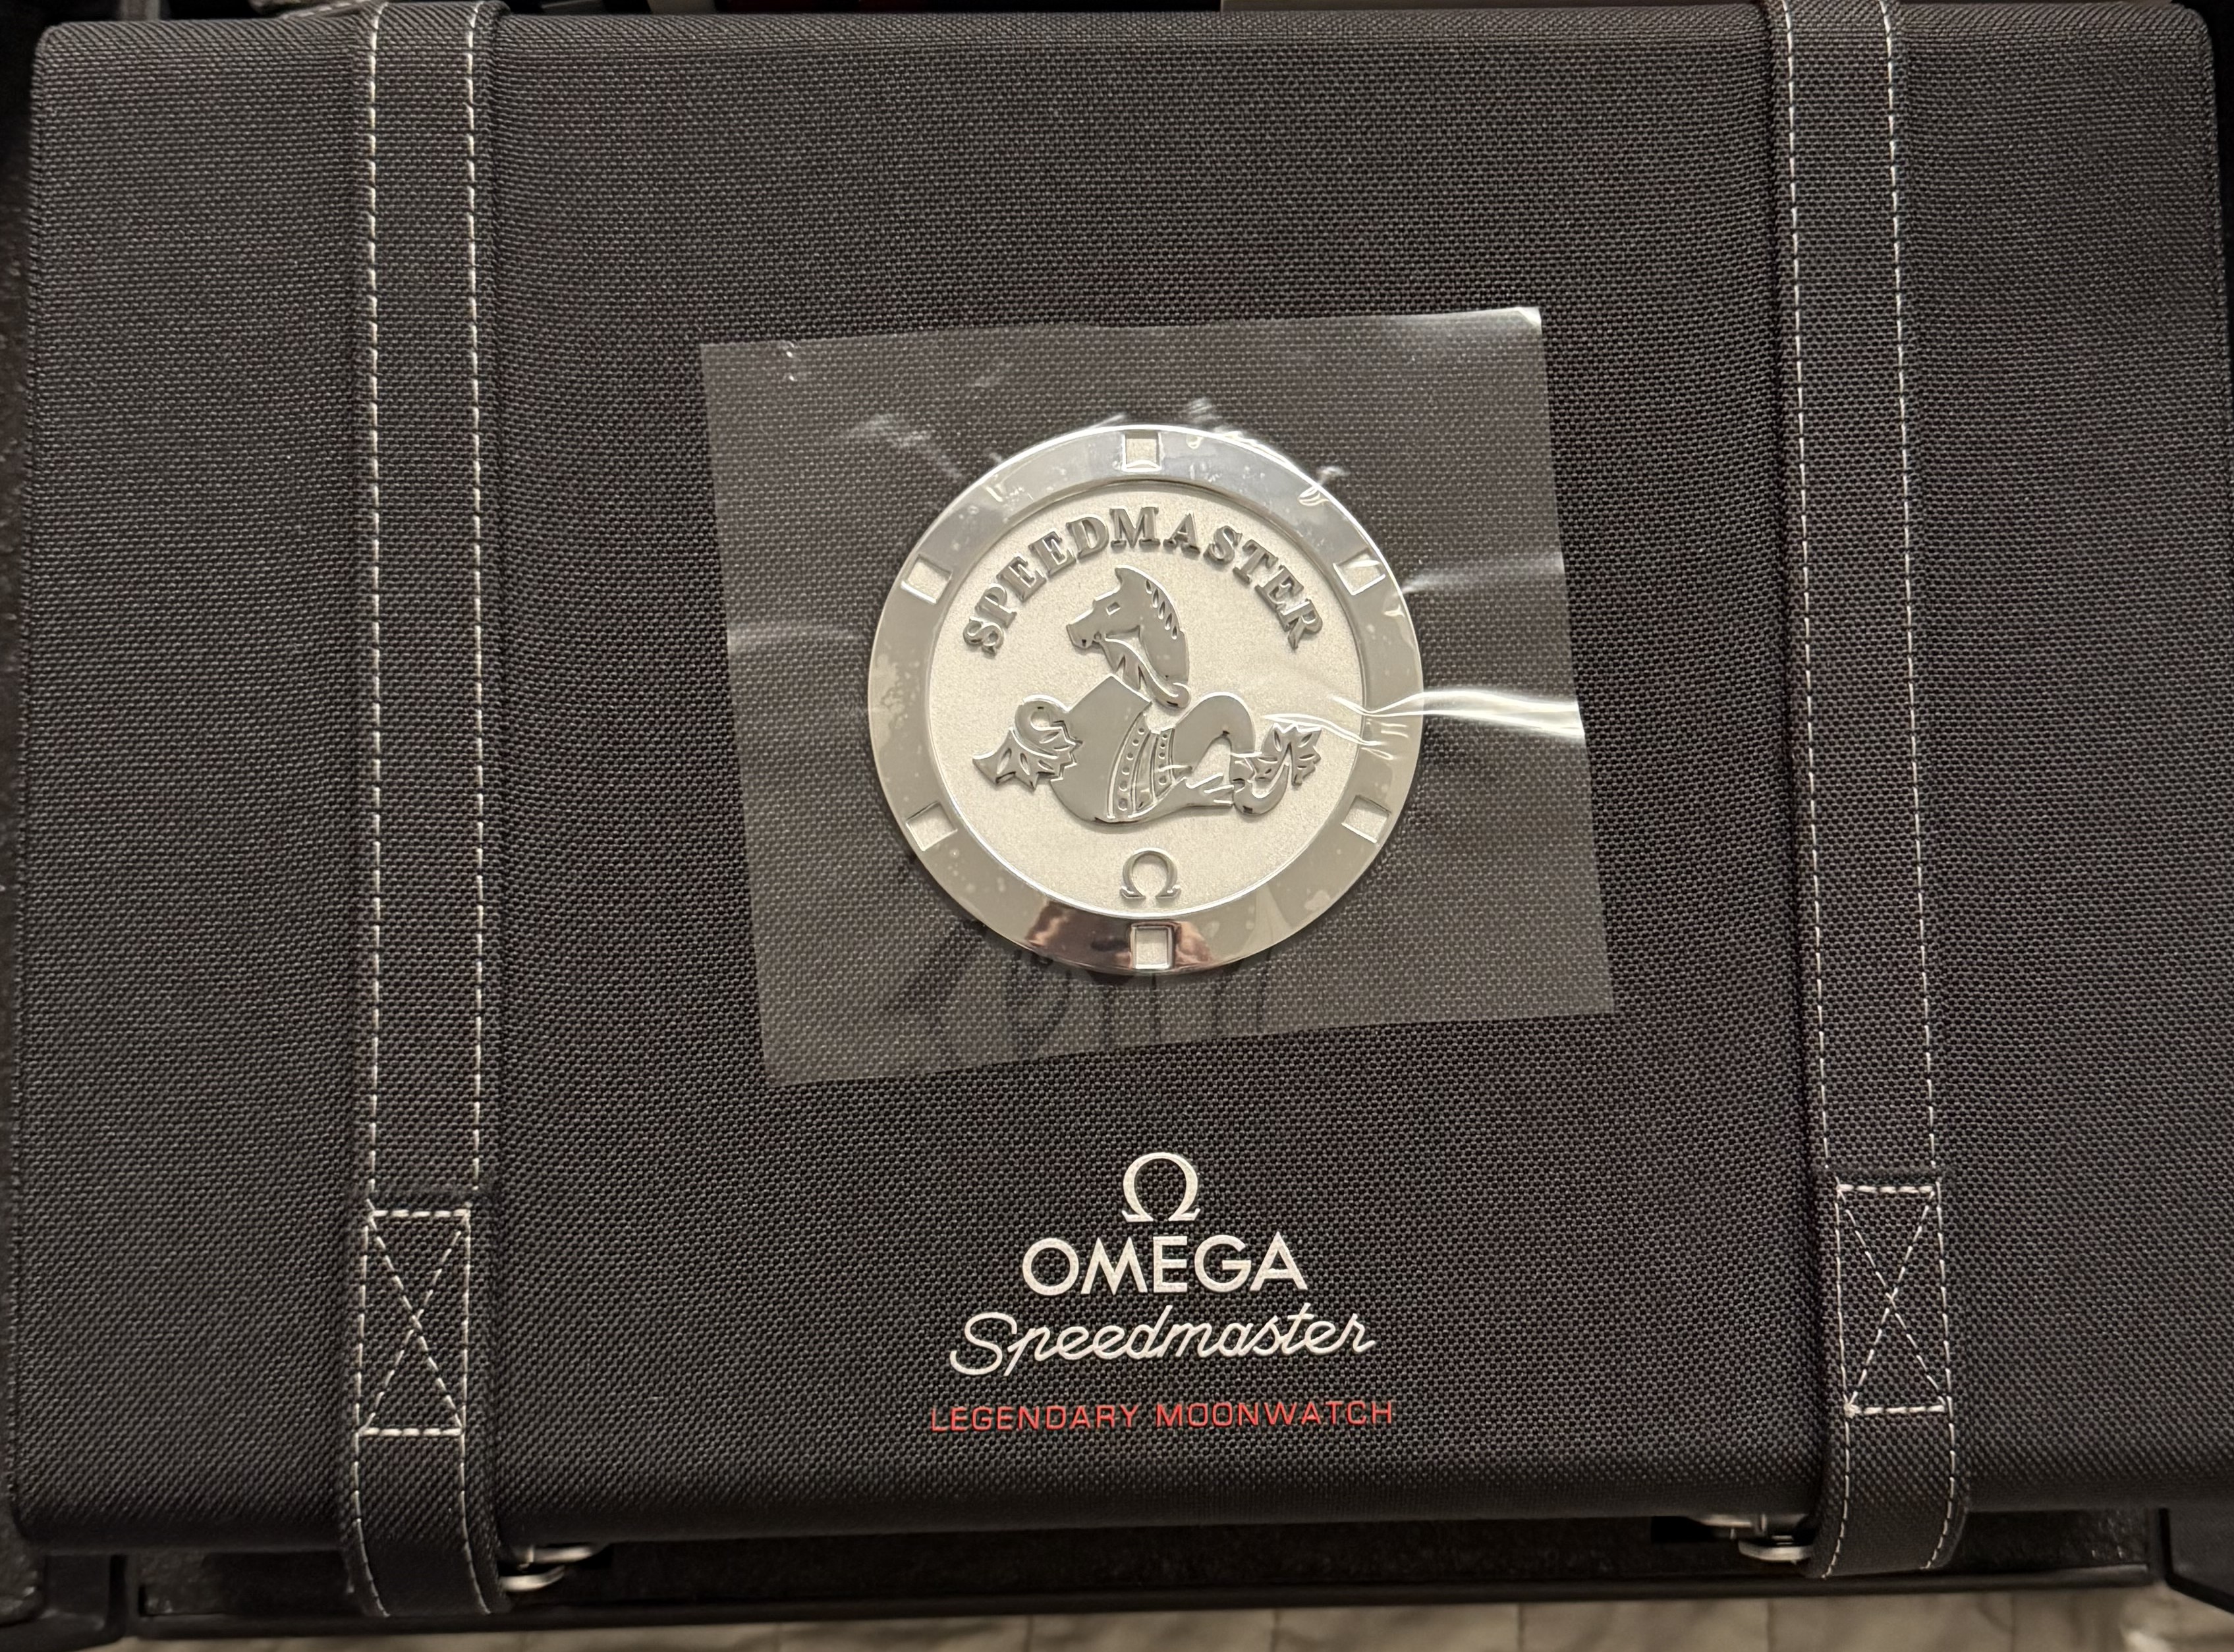 SPEEDMASTER
Ω
Ω
OMEGA
Speedmaster
LEGENDARY MOONWATCH